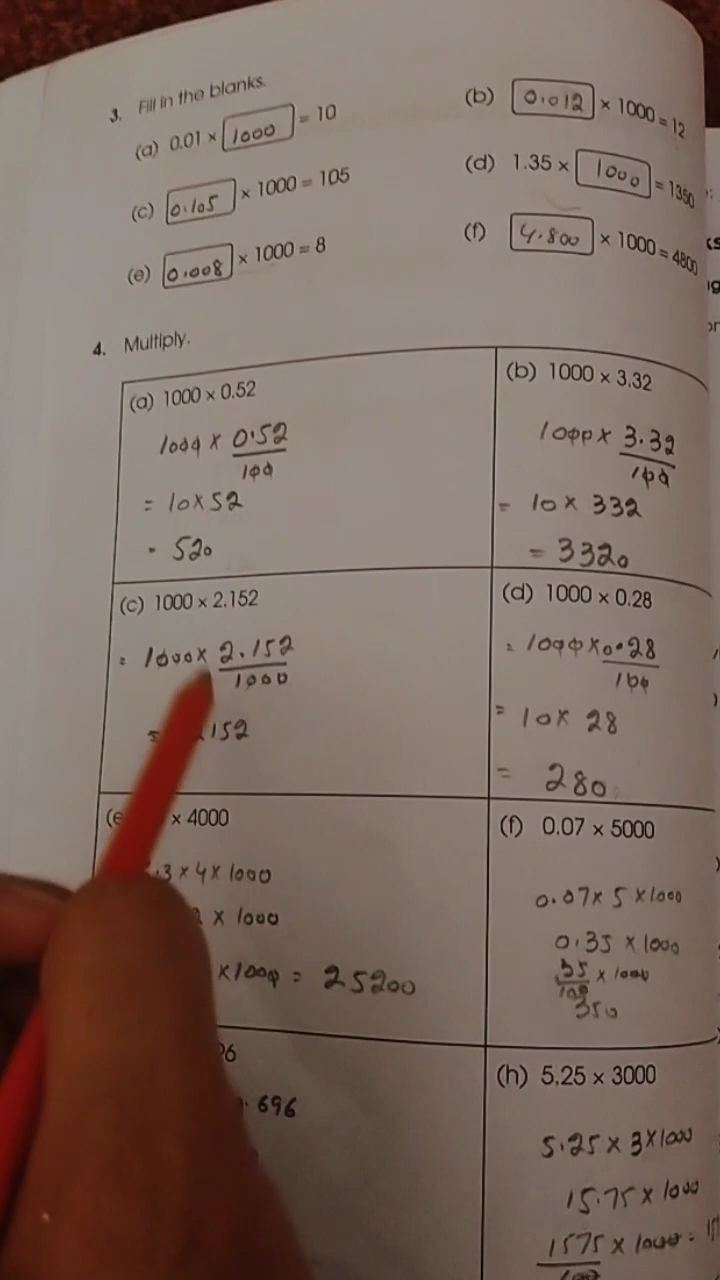 3. Fill in the blanks.
(a) 0.01 × 1000 = 10
(b) 0.012 × 1000 = 12
(c) 0.105 × 1000 = 105
(d) 1.35 × 1000 = 1350
(e) 0.008 × 1000 = 8
(f) 4.800 × 1000 = 4800
4. Multiply.
(a) 1000 × 0.52
1000 × 0.52
100
= 10 × 52
= 520
(b) 1000 × 3.32
1000 × 3.32
100
= 10 × 332
= 3320
(c) 1000 × 2.152
= 1000 × 2.152
1000
= 152
(d) 1000 × 0.28
= 1000 × 0.28
100
= 10 × 28
= 280
(e × 4000
.3 × 4 × 1000
2 × 1000
× 1000 = 25200
(f) 0.07 × 5000
0.07 × 5 × 1000
0.35 × 1000
35 × 1000
100
350
96
.696
(h) 5.25 × 3000
5.25 × 3 × 1000
15.75 × 1000
1575 × 1000 =
100